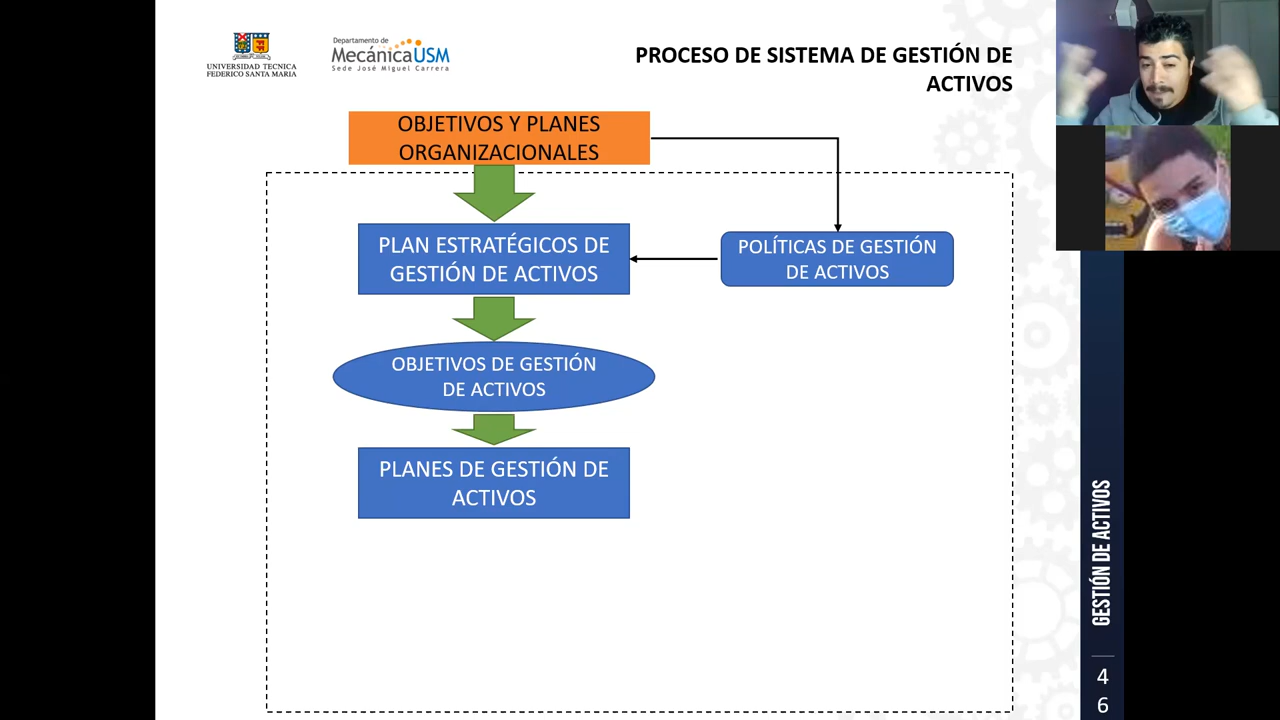 UNIVERSIDAD TECNICA
FEDERICO SANTA MARIA
Departamento de
MecánicaUSM
Sede José Miguel Carrera
PROCESO DE SISTEMA DE GESTIÓN DE
ACTIVOS
OBJETIVOS Y PLANES
ORGANIZACIONALES
PLAN ESTRATÉGICOS DE
GESTIÓN DE ACTIVOS
POLÍTICAS DE GESTIÓN
DE ACTIVOS
OBJETIVOS DE GESTIÓN
DE ACTIVOS
PLANES DE GESTIÓN DE
ACTIVOS
GESTIÓN DE ACTIVOS
4
6